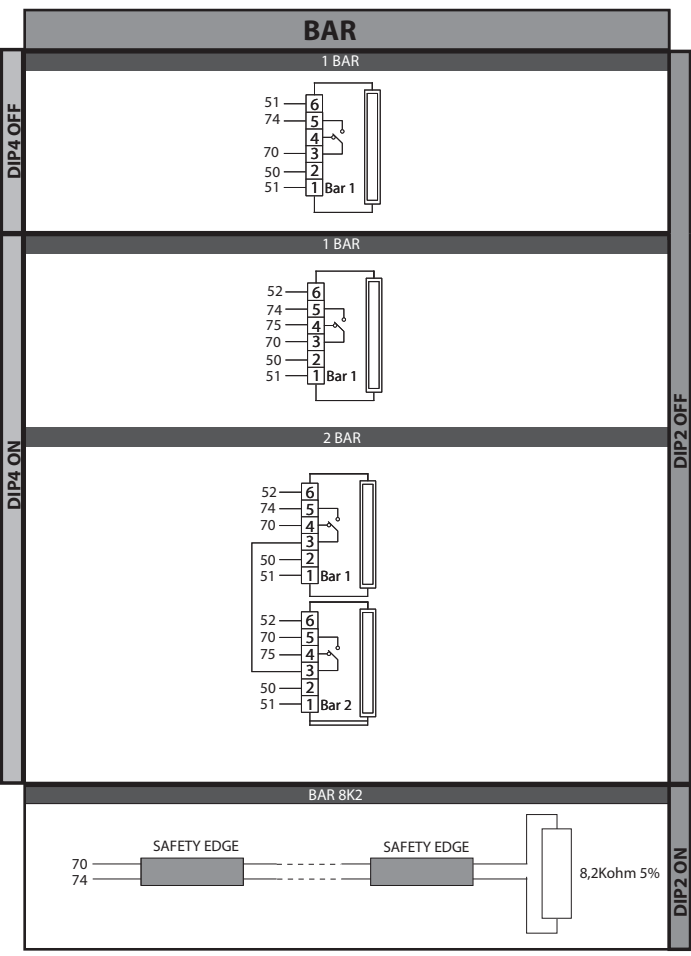 BAR
DIP4 OFF
1 BAR
51 6
74 5
4
70 3
50 2
51 1 Bar 1
DIP4 ON
1 BAR
52 6
74 5
75 4
70 3
50 2
51 1 Bar 1
DIP2 OFF
2 BAR
52 6
74 5
70 4
3
50 2
51 1 Bar 1
52 6
70 5
75 4
3
50 2
51 1 Bar 2
BAR 8K2
SAFETY EDGE SAFETY EDGE
70
74
8,2Kohm 5%
DIP2 ON